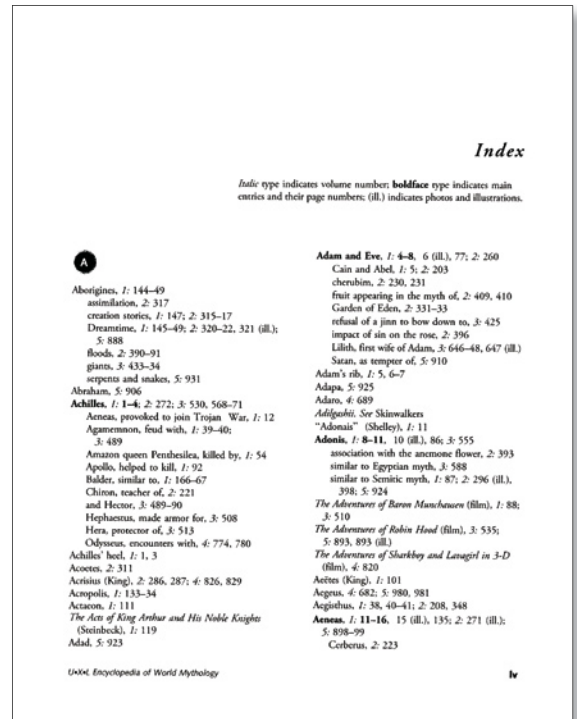 Index
Italic type indicates volume number; boldface type indicates main
entries and their page numbers; (ill.) indicates photos and illustrations.
A
Aborigines, 1: 144–49
assimilation, 2: 317
creation stories, 1: 147; 2: 315–17
Dreamtime, 1: 145–49; 2: 320–22, 321 (ill.);
5: 888
floods, 2: 390–91
giants, 3: 433–34
serpents and snakes, 5: 931
Abraham, 5: 906
Achilles, 1: 1–4; 2: 272; 3: 530, 568–71
Aeneas, provoked to join Trojan War, 1: 12
Agamemnon, feud with, 1: 39–40;
3: 489
Amazon queen Penthesilea, killed by, 1: 54
Apollo, helped to kill, 1: 92
Balder, similar to, 1: 166–67
Chiron, teacher of, 2: 221
and Hector, 3: 489–90
Hephaestus, made armor for, 3: 508
Hera, protector of, 3: 513
Odysseus, encounters with, 4: 774, 780
Achilles' heel, 1: 1, 3
Acoetes, 2: 311
Acrisius (King), 2: 286, 287; 4: 826, 829
Acropolis, 1: 133–34
Actaeon, 1: 111
The Acts of King Arthur and His Noble Knights
(Steinbeck), 1: 119
Adad, 5: 923
Adam and Eve, 1: 4–8, 6 (ill.), 77; 2: 260
Cain and Abel, 1: 5; 2: 203
cherubim, 2: 230, 231
fruit appearing in the myth of, 2: 409, 410
Garden of Eden, 2: 331–33
refusal of a jinn to bow down to, 3: 425
impact of sin on the rose, 2: 396
Lilith, first wife of Adam, 3: 646–48, 647 (ill.)
Satan, as tempter of, 5: 910
Adam's rib, 1: 5, 6–7
Adapa, 5: 925
Adaro, 4: 689
Adilgashii. See Skinwalkers
"Adonais" (Shelley), 1: 11
Adonis, 1: 8–11, 10 (ill.), 86; 3: 555
association with the anemone flower, 2: 393
similar to Egyptian myth, 3: 588
similar to Semitic myth, 1: 87; 2: 296 (ill.),
398; 5: 924
The Adventures of Baron Munchausen (film), 1: 88;
3: 510
The Adventures of Robin Hood (film), 3: 535;
5: 893, 893 (ill.)
The Adventures of Sharkboy and Lavagirl in 3-D
(film), 4: 820
Aeëtes (King), 1: 101
Aegeus, 4: 682; 5: 980, 981
Aegisthus, 1: 38, 40–41; 2: 208, 348
Aeneas, 1: 11–16, 15 (ill.), 135; 2: 271 (ill.);
5: 898–99
Cerberus, 2: 223
U•X•L Encyclopedia of World Mythology
lv